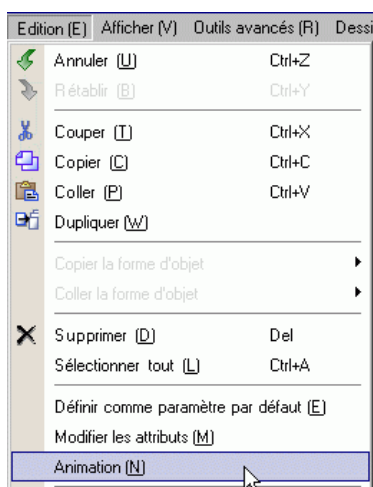 Edition (E) Afficher (V) Outils avancés (R) Dessi
Annuler (U) Ctrl+Z
Rétablir (B) Ctrl+Y
Couper (T) Ctrl+X
Copier (C) Ctrl+C
Coller (P) Ctrl+V
Dupliquer (W)
Copier la forme d'objet
Coller la forme d'objet
Supprimer (D) Del
Sélectionner tout (L) Ctrl+A
Définir comme paramètre par défaut (E)
Modifier les attributs (M)
Animation (N)